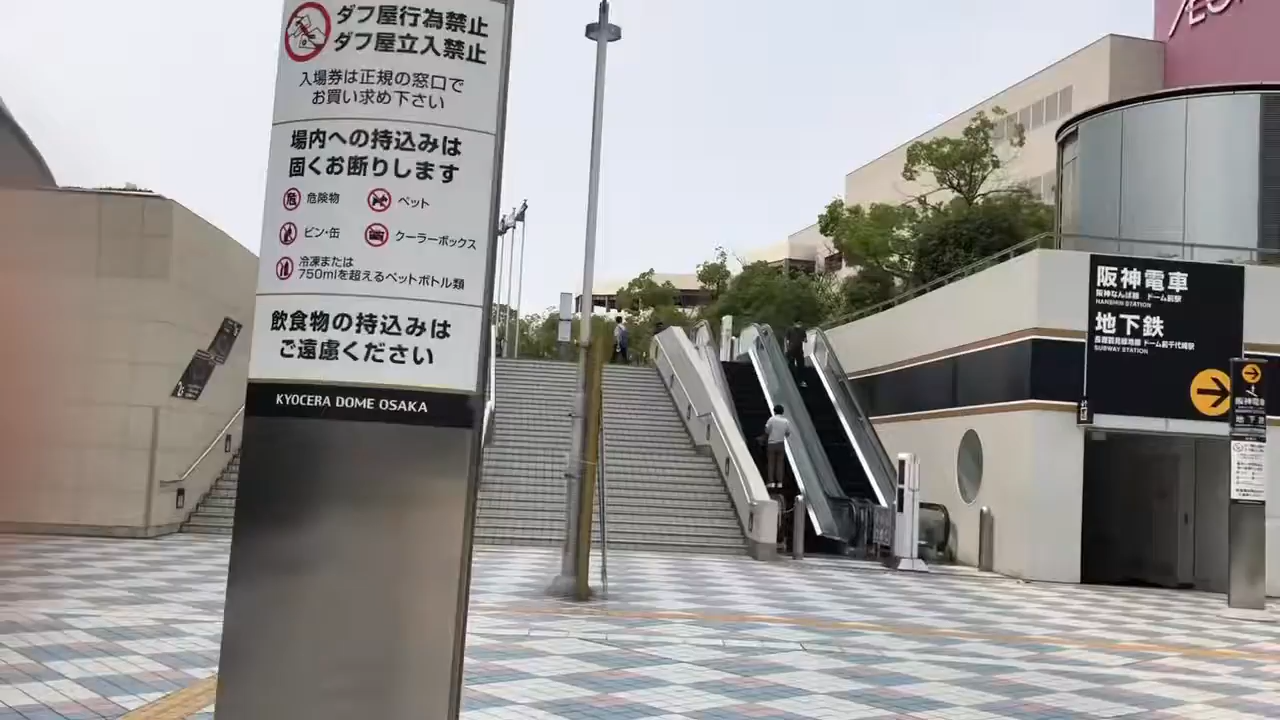 ダフ屋行為禁止
ダフ屋立入禁止
入場券は正規の窓口で
お買い求め下さい
場内への持込みは
固くお断りします
危
危険物
ペット
ビン・缶
クーラーボックス
冷凍または
750mlを超えるペットボトル類
飲食物の持込みは
ご遠慮ください
KYOCERA DOME OSAKA
阪神電車
阪神なんば線 ドーム前駅
HANSHIN STATION
地下鉄
長堀鶴見緑地線 ドーム前千代崎駅
SUBWAY STATION
阪神電車
地下鉄